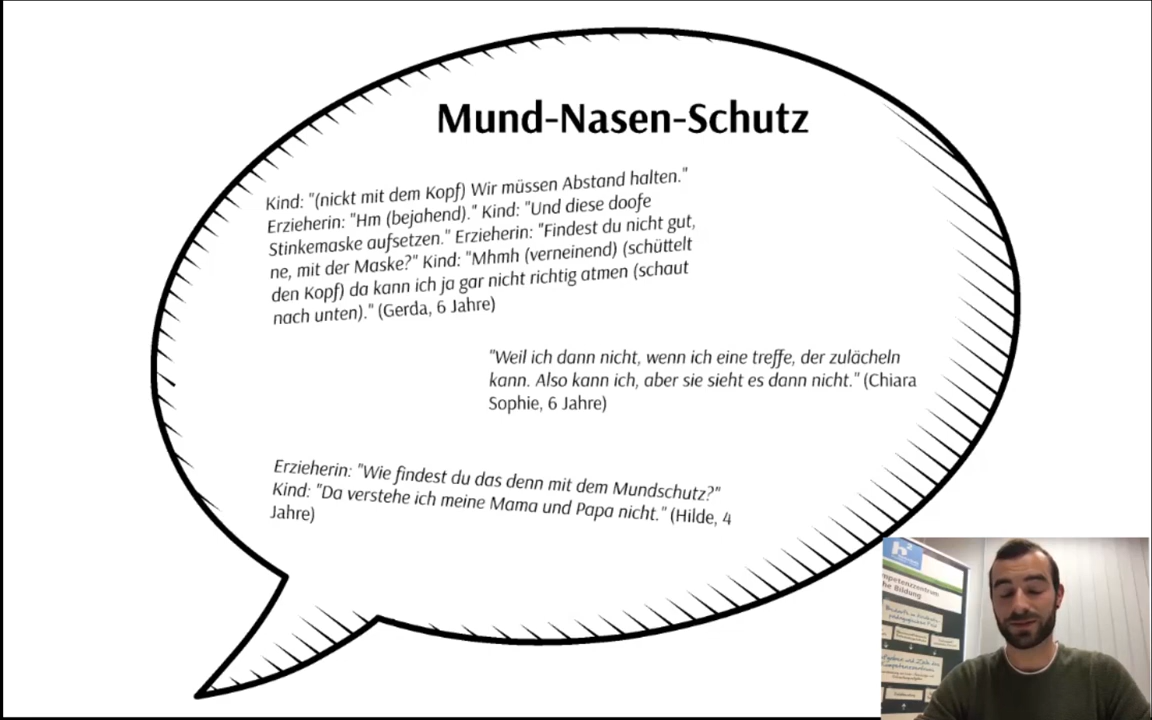 Mund-Nasen-Schutz
Kind: "(nickt mit dem Kopf) Wir müssen Abstand halten."
Erzieherin: "Hm (bejahend)." Kind: "Und diese doofe
Stinkemaske aufsetzen." Erzieherin: "Findest du nicht gut,
ne, mit der Maske?" Kind: "Mhmh (verneinend) (schüttelt
den Kopf) da kann ich ja gar nicht richtig atmen (schaut
nach unten)." (Gerda, 6 Jahre)
"Weil ich dann nicht, wenn ich eine treffe, der zulächeln
kann. Also kann ich, aber sie sieht es dann nicht." (Chiara
Sophie, 6 Jahre)
Erzieherin: "Wie findest du das denn mit dem Mundschutz?"
Kind: "Da verstehe ich meine Mama und Papa nicht." (Hilde, 4
Jahre)
h²
mpetenzzentrum
he Bildung